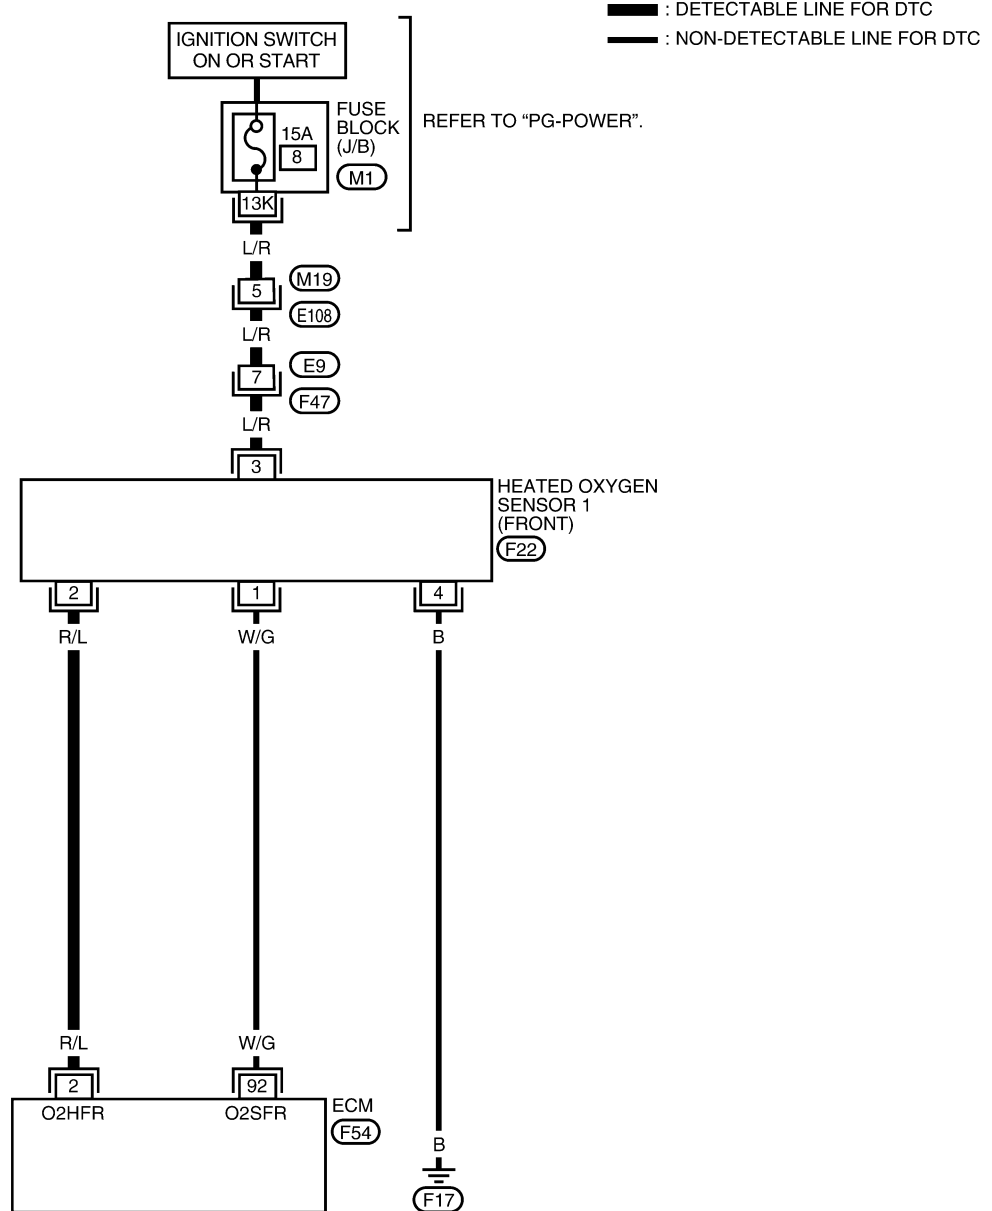 : DETECTABLE LINE FOR DTC
: NON-DETECTABLE LINE FOR DTC
IGNITION SWITCH
ON OR START
FUSE
BLOCK
(J/B)
M1
15A
8
REFER TO “PG-POWER”.
13K
L/R
5
M19
E108
L/R
7
E9
F47
L/R
3
HEATED OXYGEN
SENSOR 1
(FRONT)
F22
2
1
4
R/L
W/G
B
R/L
W/G
2
92
O2HFR
O2SFR
ECM
F54
B
F17